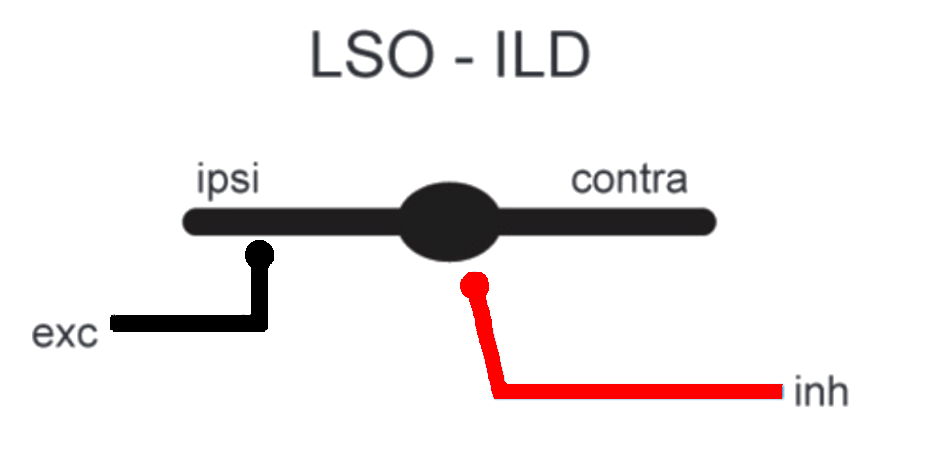 LSO - ILD
ipsi
contra
exc
inh